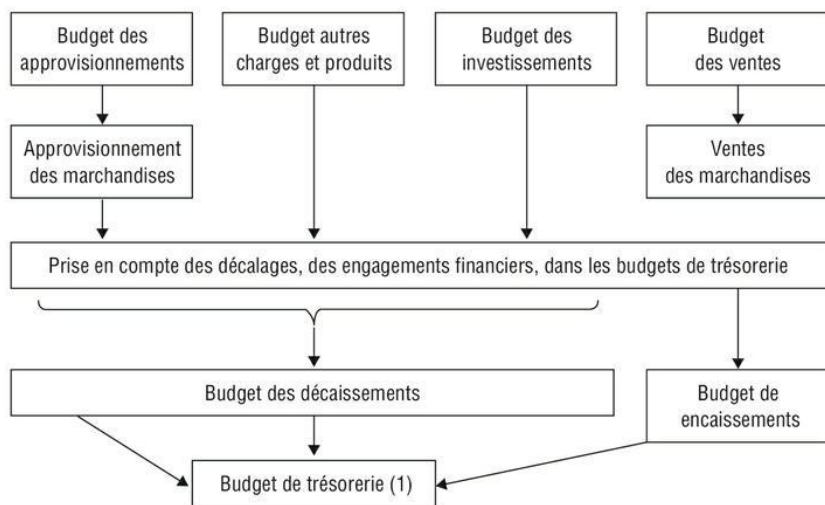 Budget des
approvisionnements
Budget autres
charges et produits
Budget des
investissements
Budget
des ventes
Approvisionnement
des marchandises
Ventes
des marchandises
Prise en compte des décalages, des engagements financiers, dans les budgets de trésorerie
Budget des décaissements
Budget de
encaissements
Budget de trésorerie (1)